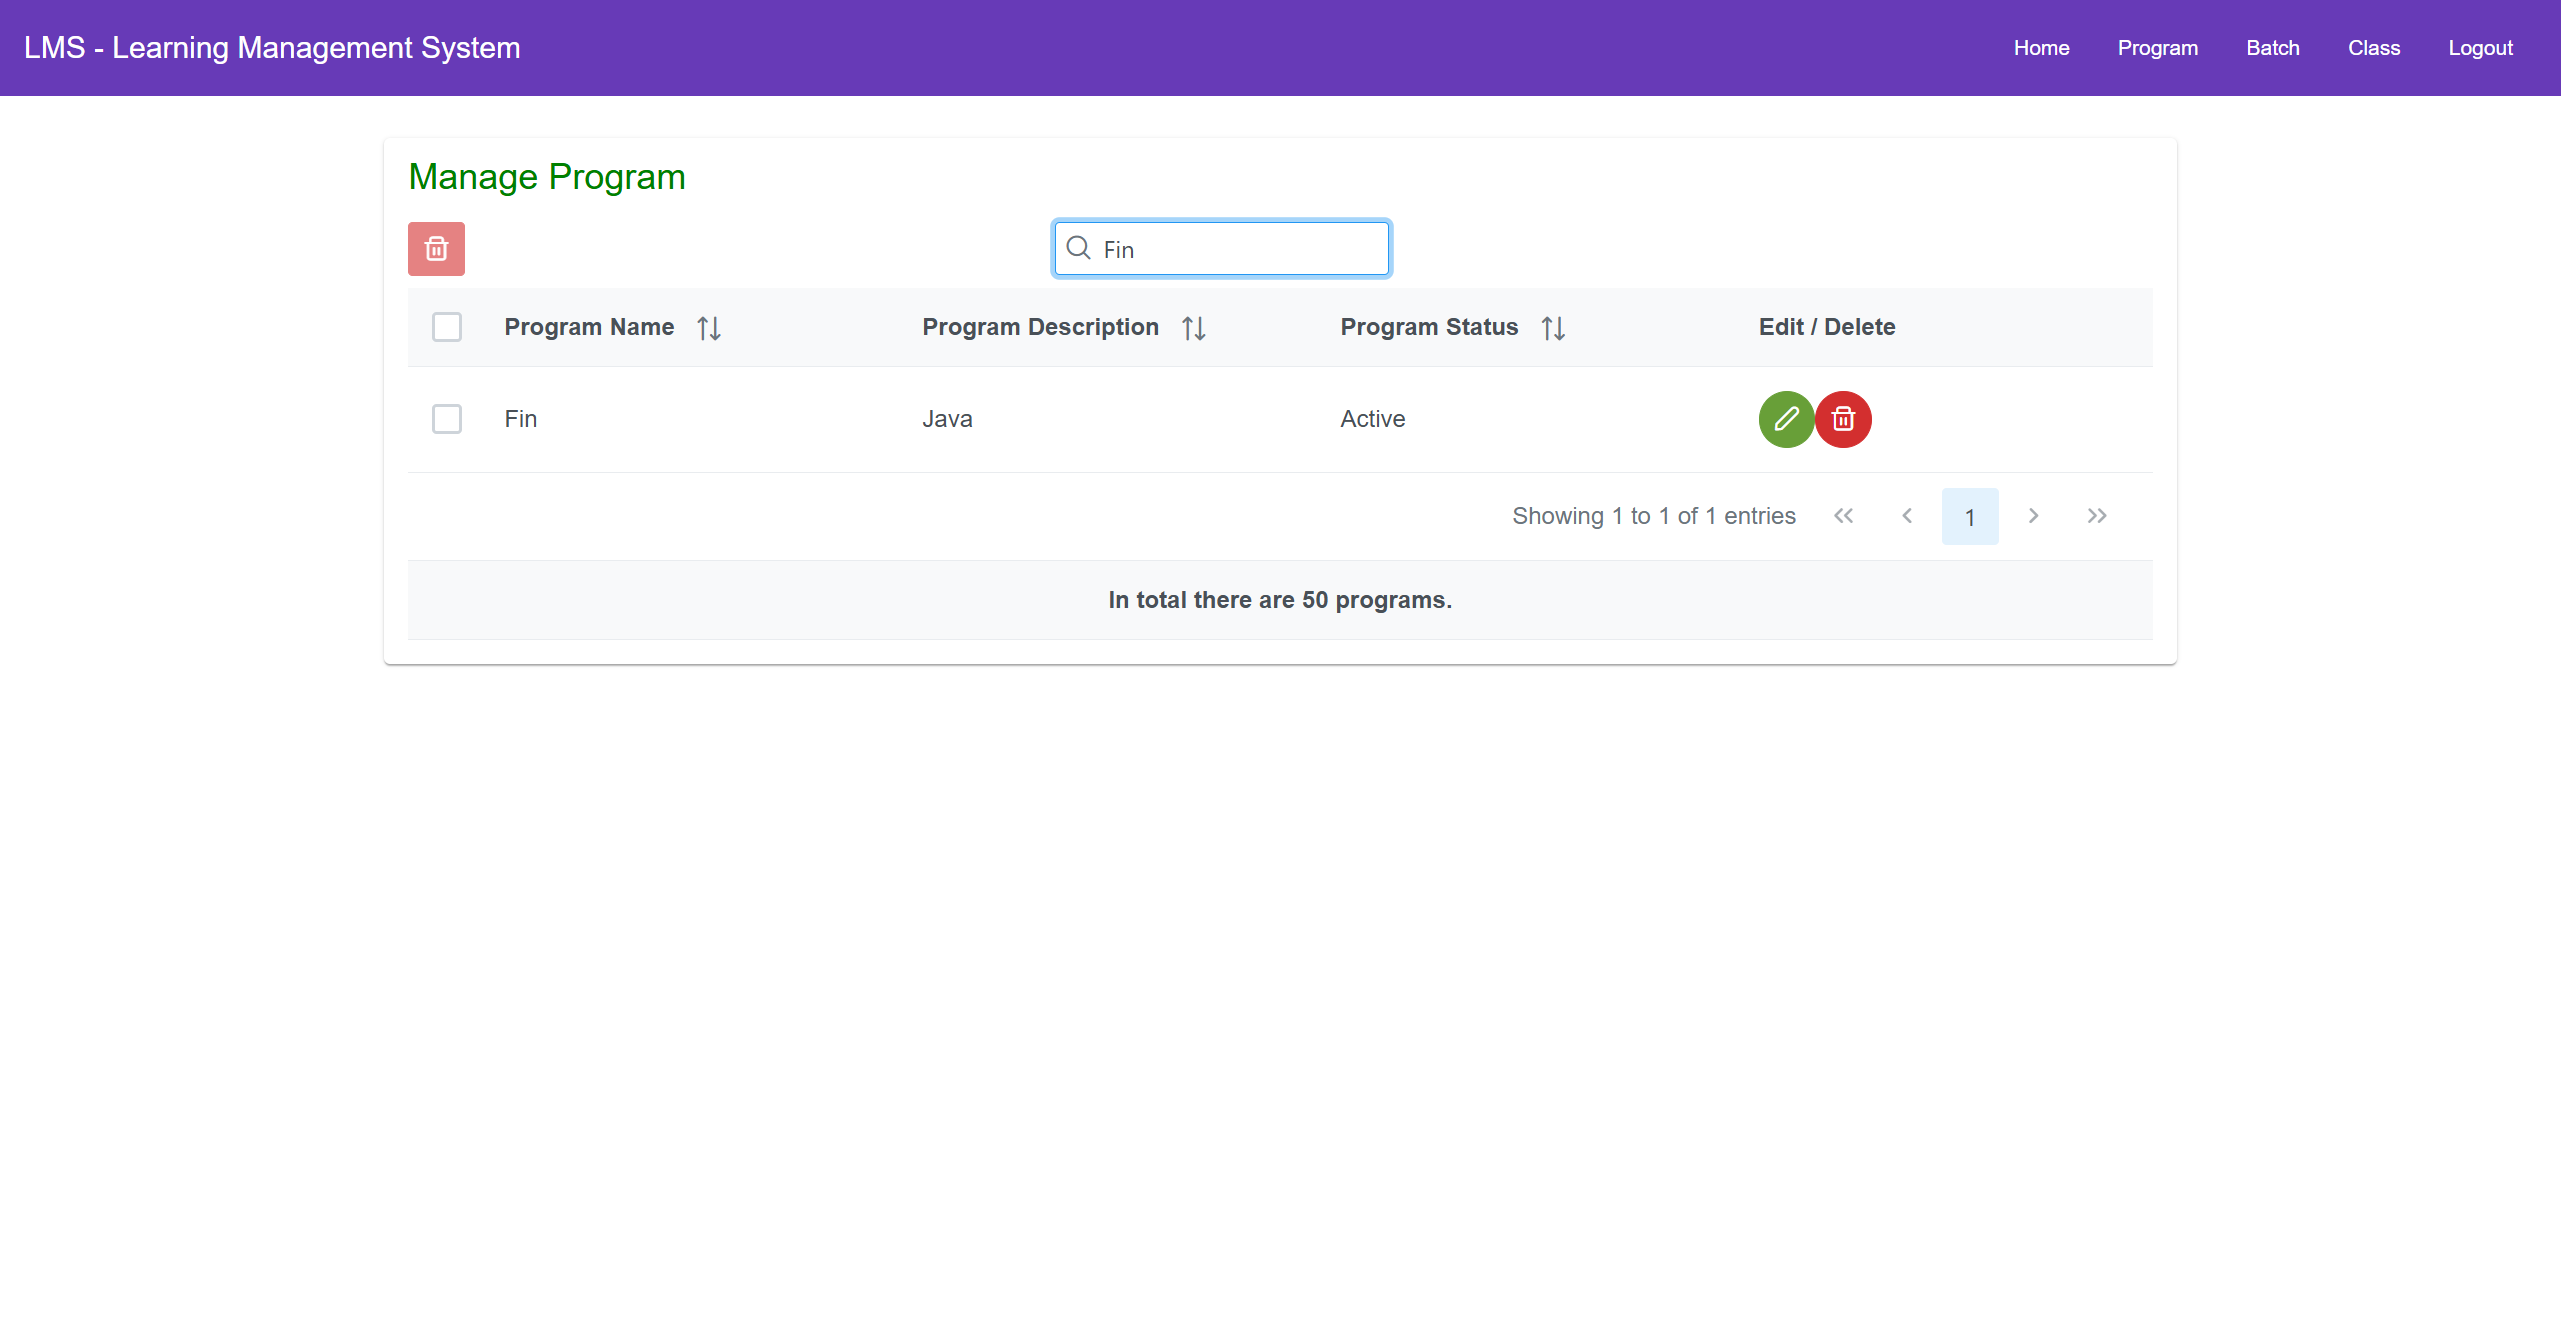 LMS - Learning Management System
Home Program Batch Class Logout
Manage Program
Fin
Program Name Program Description Program Status Edit / Delete
Fin Java Active
Showing 1 to 1 of 1 entries 1
In total there are 50 programs.